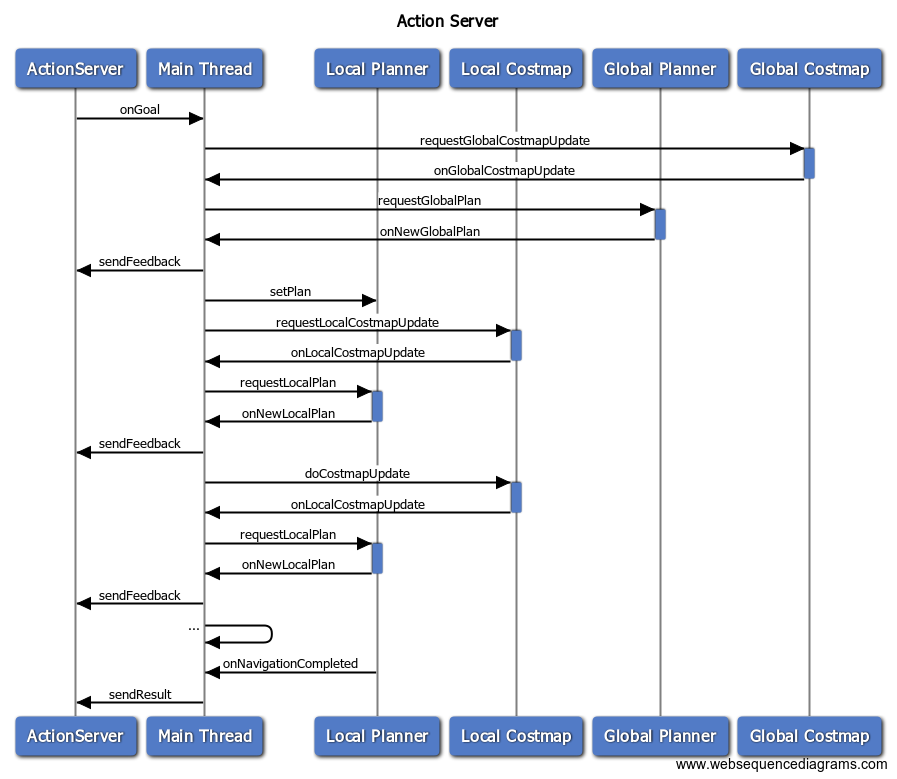 Action Server
ActionServer Main Thread Local Planner Local Costmap Global Planner Global Costmap
onGoal
requestGlobalCostmapUpdate
onGlobalCostmapUpdate
requestGlobalPlan
onNewGlobalPlan
sendFeedback
setPlan
requestLocalCostmapUpdate
onLocalCostmapUpdate
requestLocalPlan
onNewLocalPlan
sendFeedback
doCostmapUpdate
onLocalCostmapUpdate
requestLocalPlan
onNewLocalPlan
sendFeedback
...
onNavigationCompleted
sendResult
ActionServer Main Thread Local Planner Local Costmap Global Planner Global Costmap
www.websequencediagrams.com